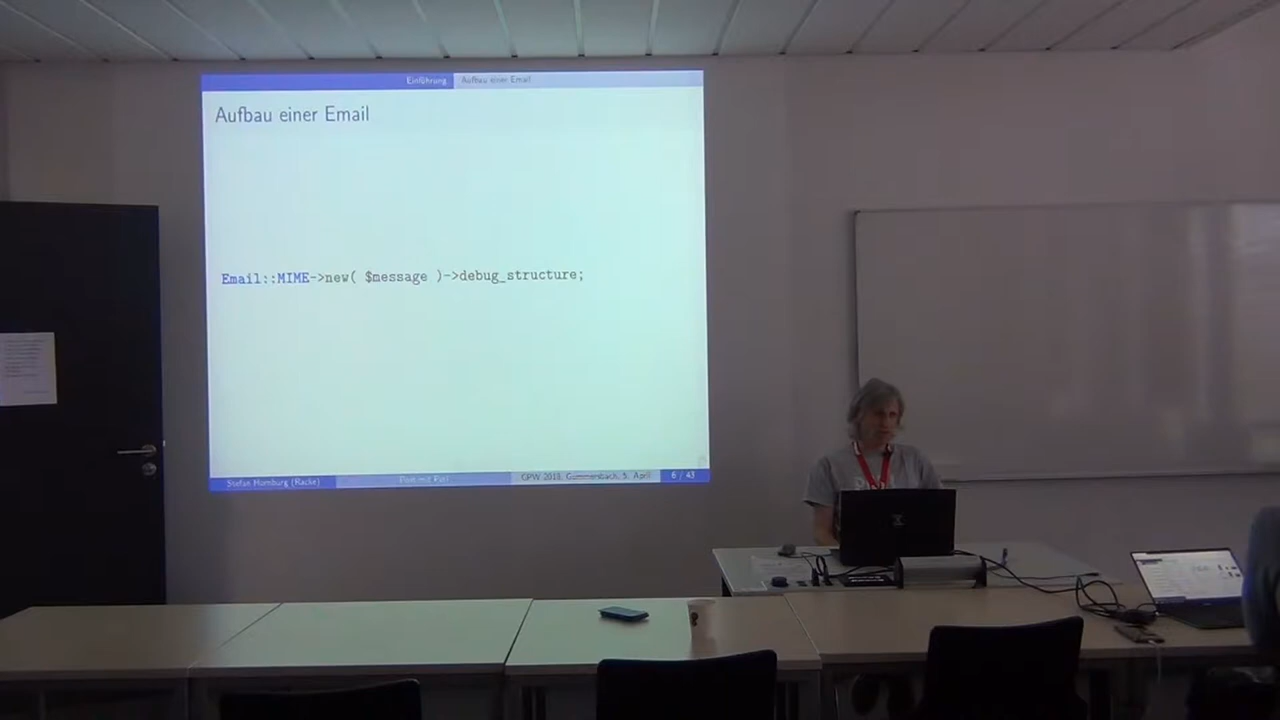 Einführung Aufbau einer Email
Aufbau einer Email
Email::MIME->new( $message )->debug_structure;
Stefan Hornburg (Racke) Post mit Perl GPW 2018, Gummersbach, 5. April 6 / 43